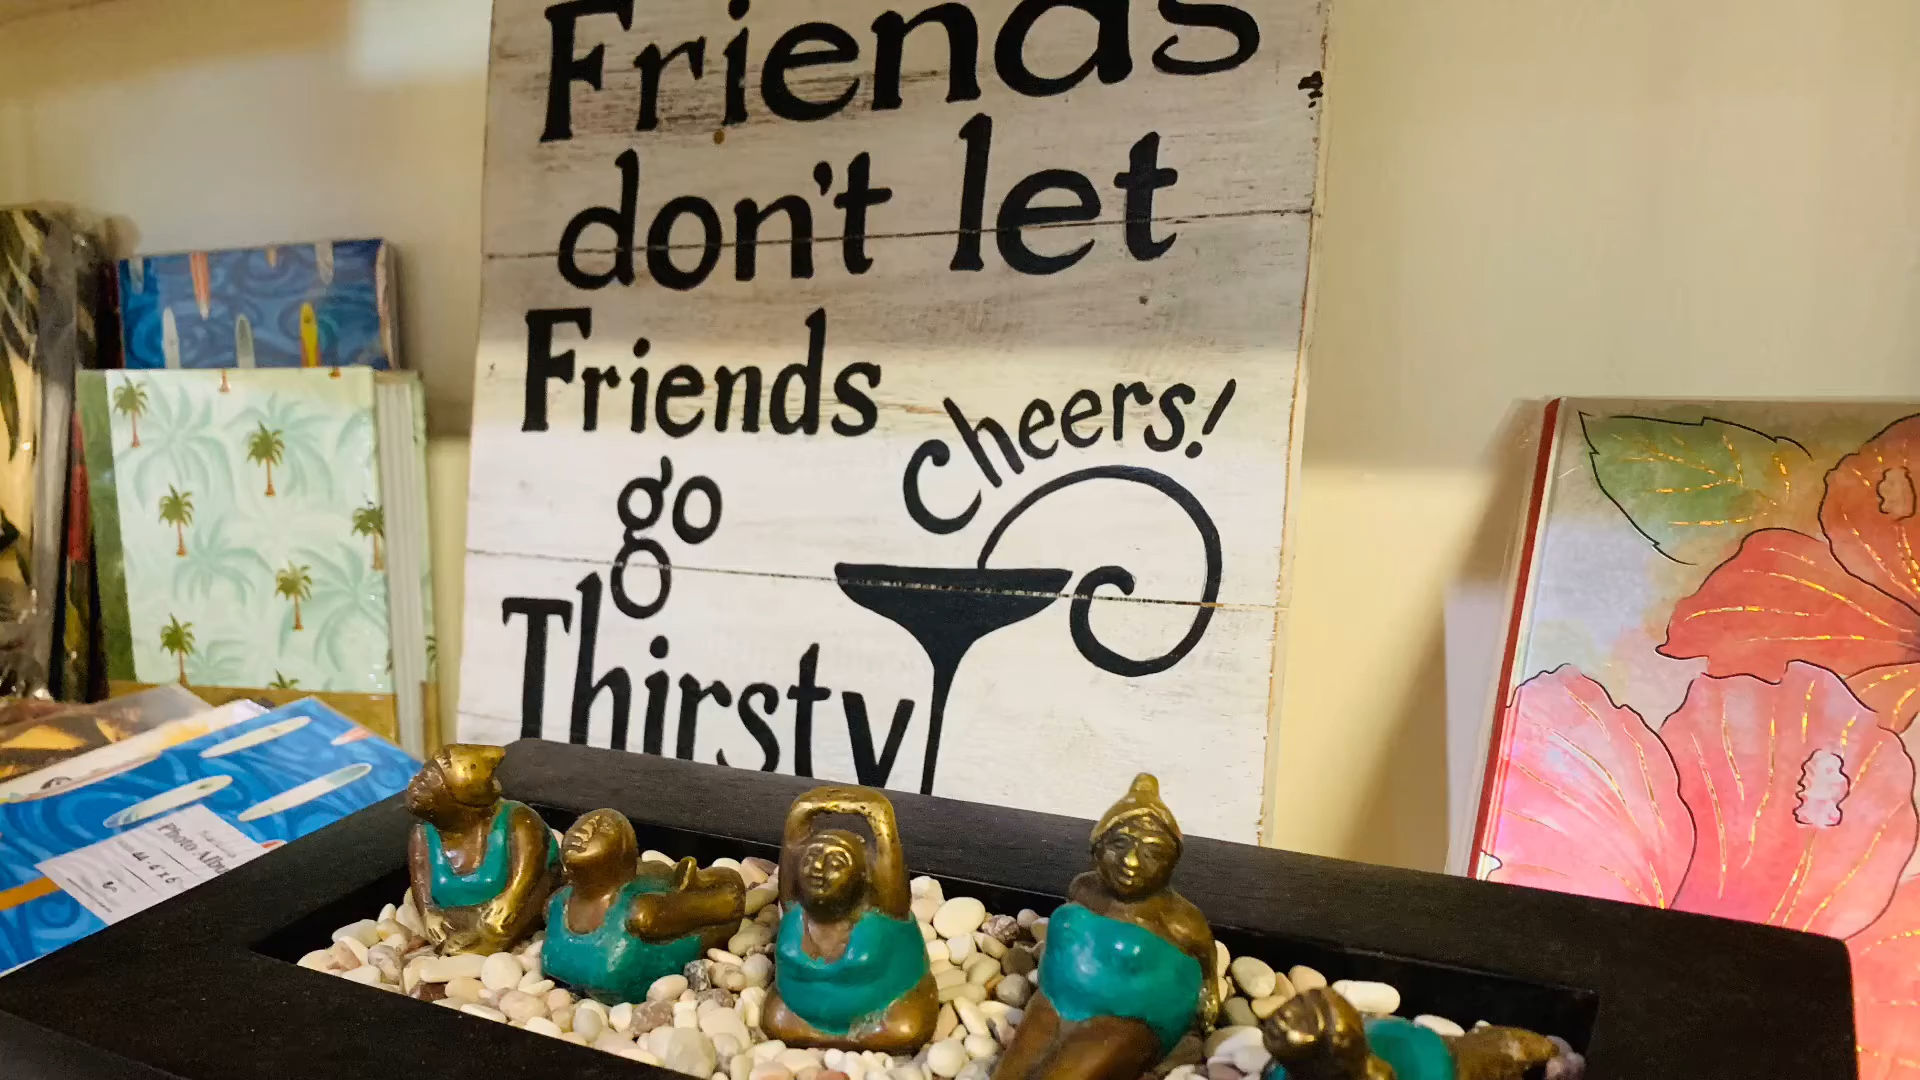 Friends
don't let
Friends
Cheers!
go
Thirsty
Photo Album